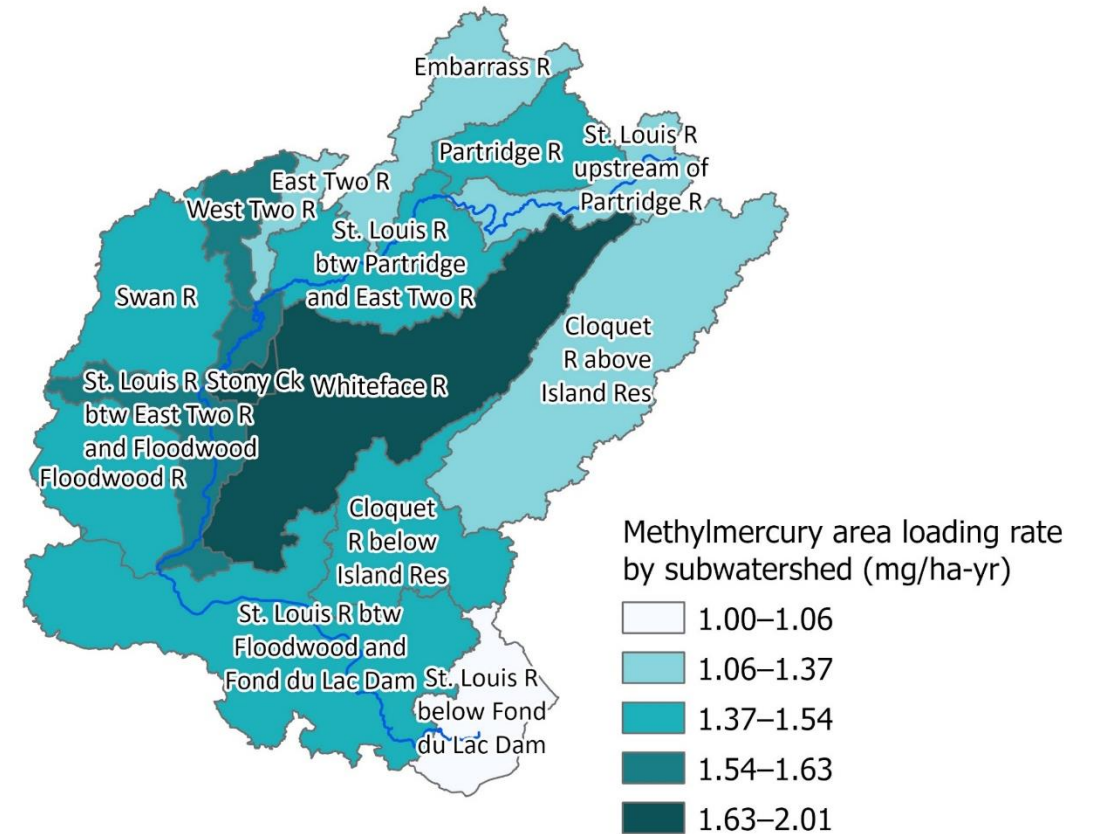 Embarrass R
Partridge R
St. Louis R
upstream of
Partridge R
East Two R
West Two R
St. Louis R
btw Partridge
and East Two R
Swan R
Cloquet
R above
Island Res
St. Louis R
btw East Two R
and Floodwood
Stony Ck
Whiteface R
Floodwood R
Cloquet
R below
Island Res
St. Louis R btw
Floodwood and
Fond du Lac Dam
St. Louis R
below Fond
du Lac Dam
Methylmercury area loading rate
by subwatershed (mg/ha-yr)
1.00–1.06
1.06–1.37
1.37–1.54
1.54–1.63
1.63–2.01